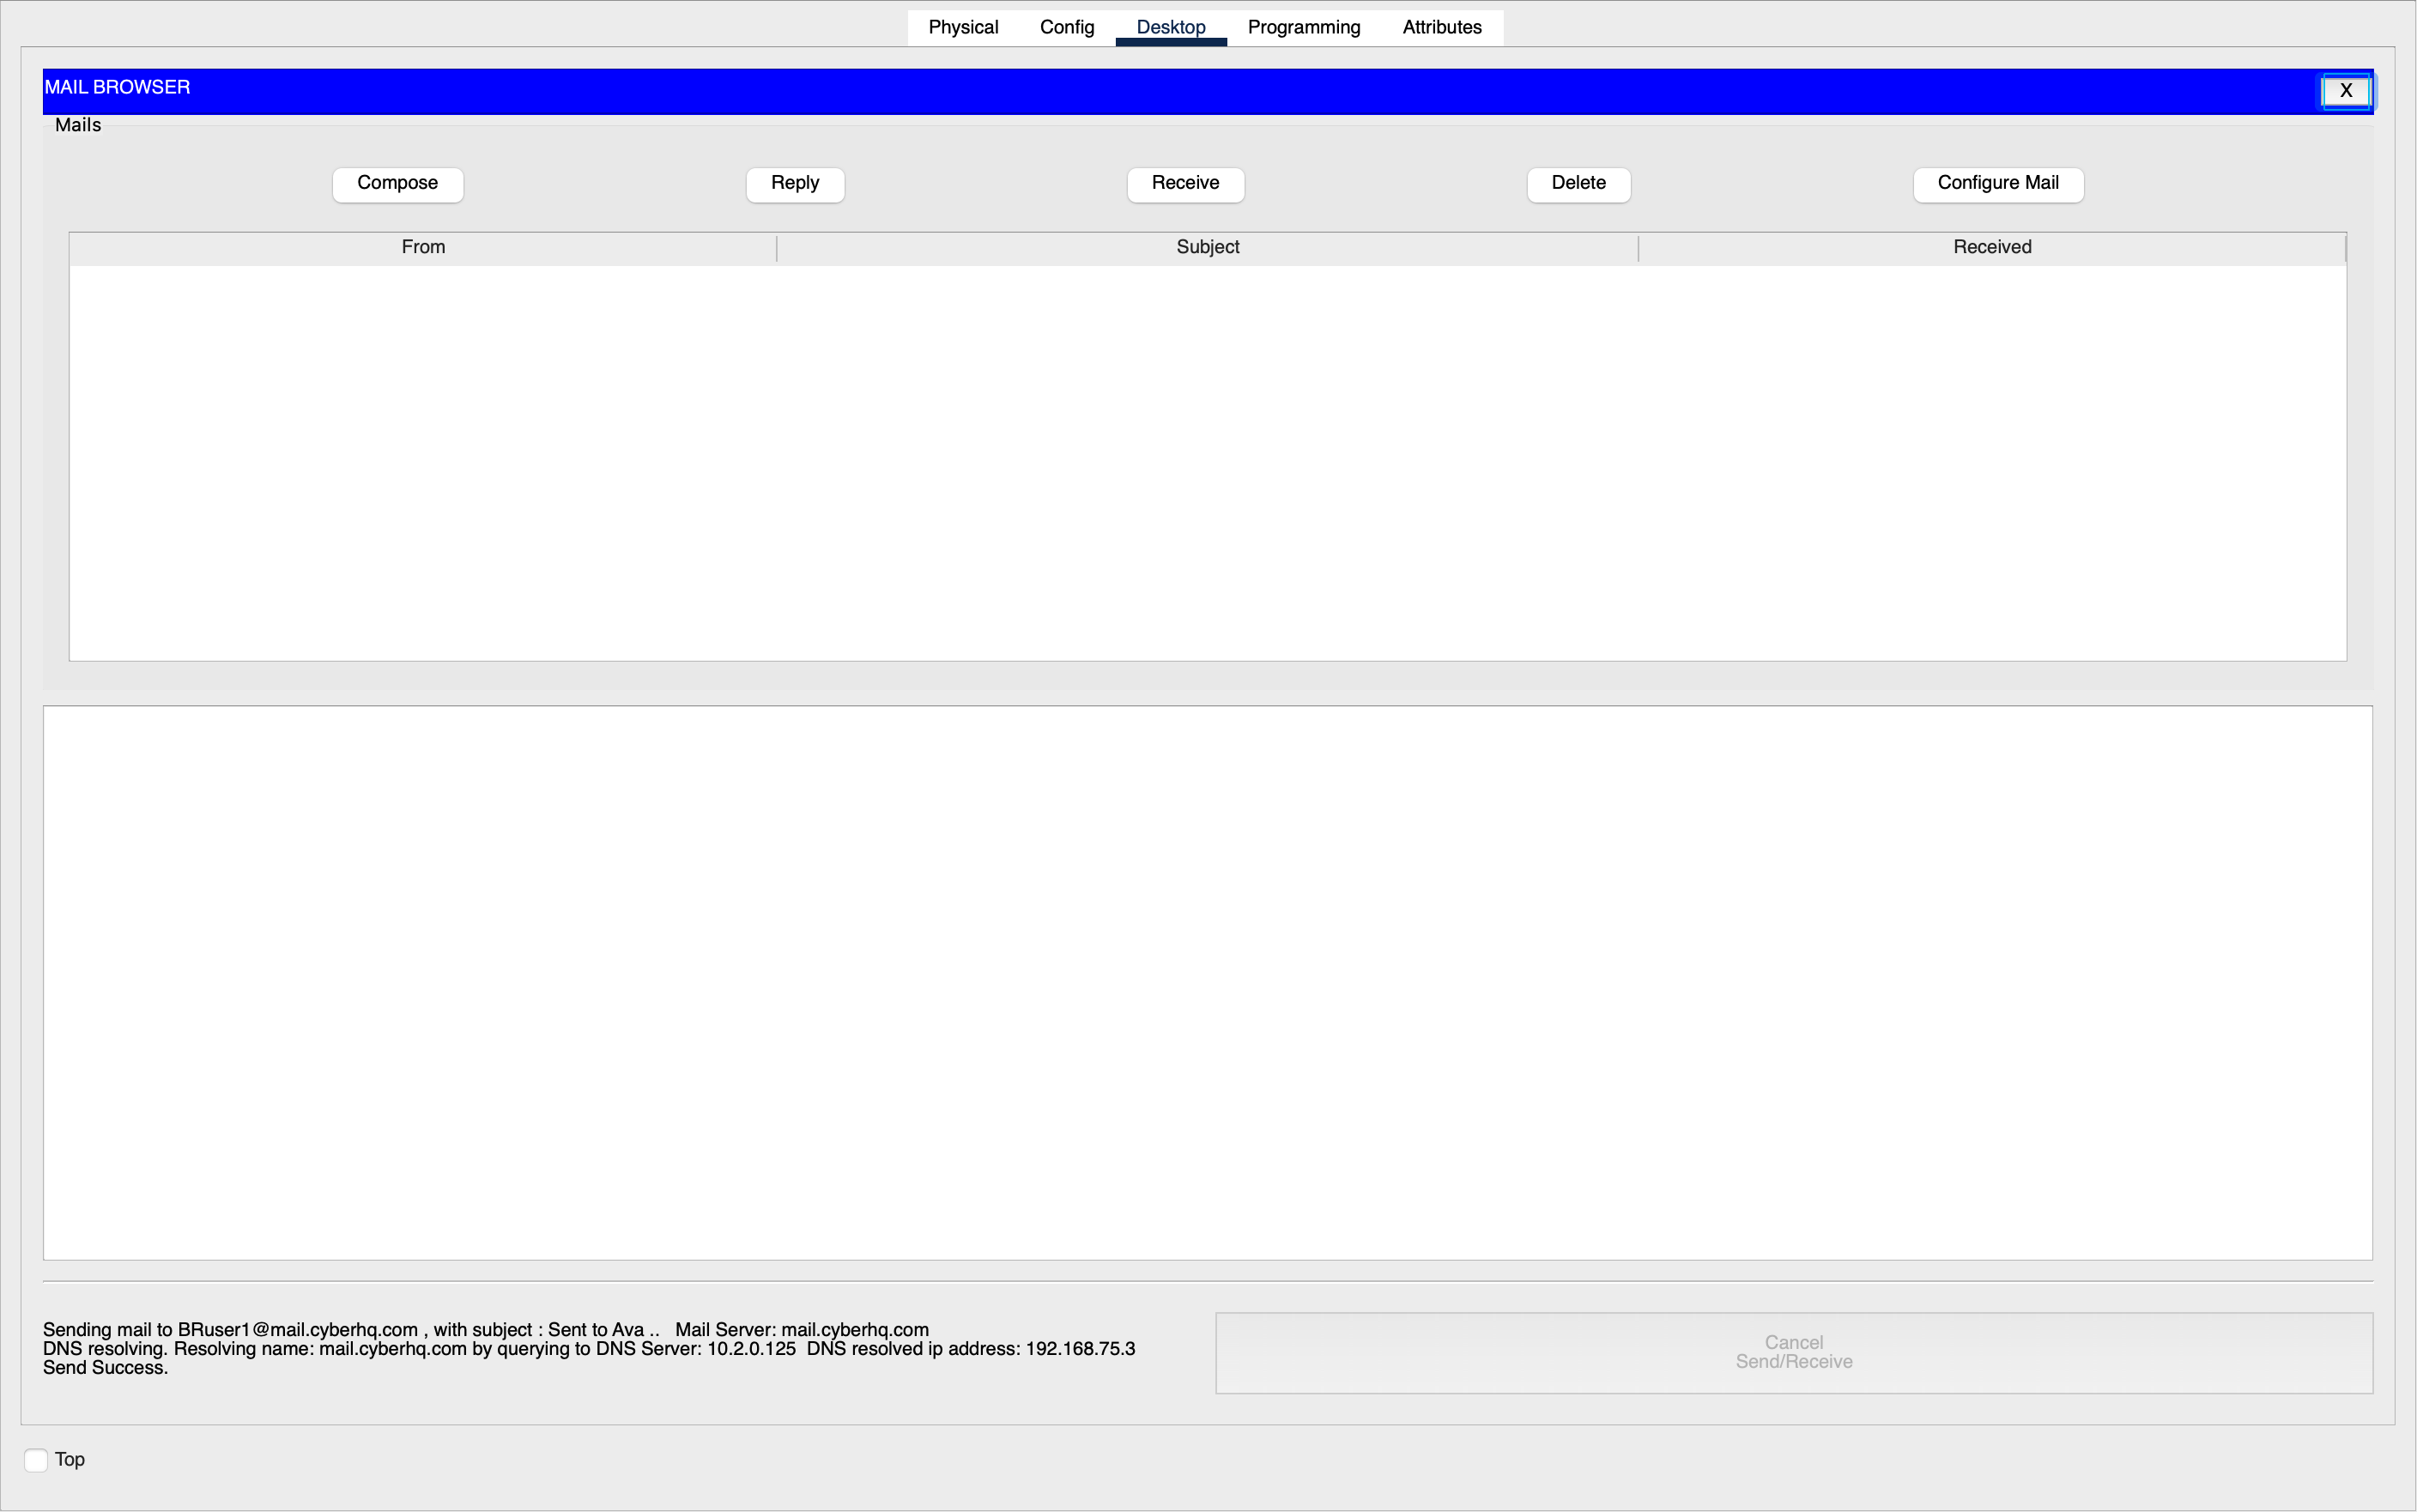 Physical Config Desktop Programming Attributes
MAIL BROWSER X
Mails
Compose Reply Receive Delete Configure Mail
From Subject Received
Sending mail to BRuser1@mail.cyberhq.com , with subject : Sent to Ava ..   Mail Server: mail.cyberhq.com
DNS resolving. Resolving name: mail.cyberhq.com by querying to DNS Server: 10.2.0.125  DNS resolved ip address: 192.168.75.3
Send Success.
Cancel
Send/Receive
Top